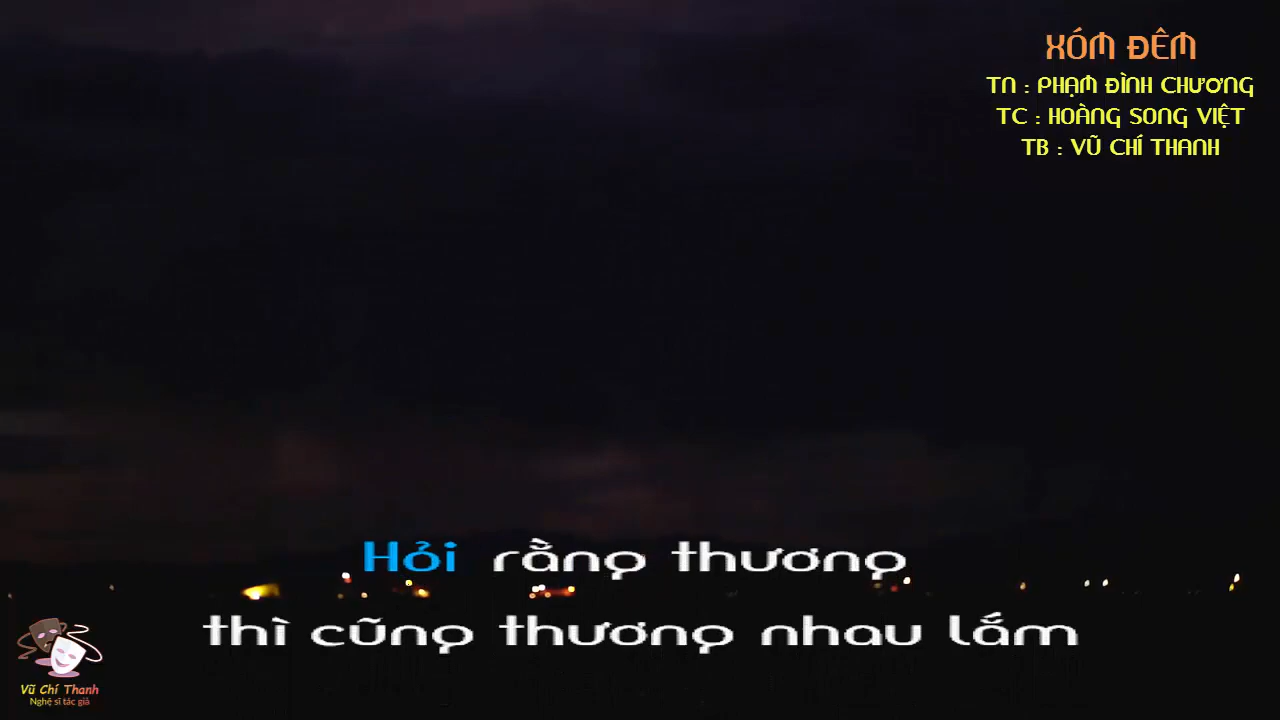 XÓM ĐÊM
TN : PHẠM ĐÌNH CHƯƠNG
TC : HOÀNG SONG VIỆT
TB : VŨ CHÍ THANH
Hỏi rằng thương
thì cũng thương nhau lắm
Vũ Chí Thanh
Nghệ sĩ tác giả